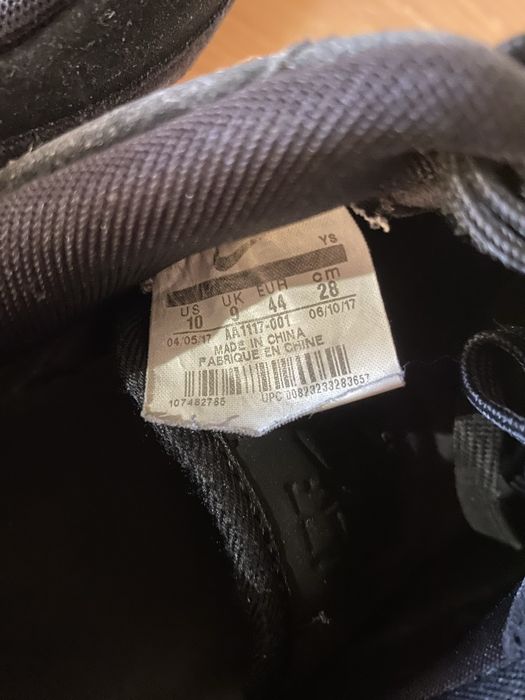 YS
US UK EUR cm
10 9 44 28
04/05/17 AA1117-001 06/10/17
MADE IN CHINA
FABRIQUE EN CHINE
107482785
UPC 00823233283657